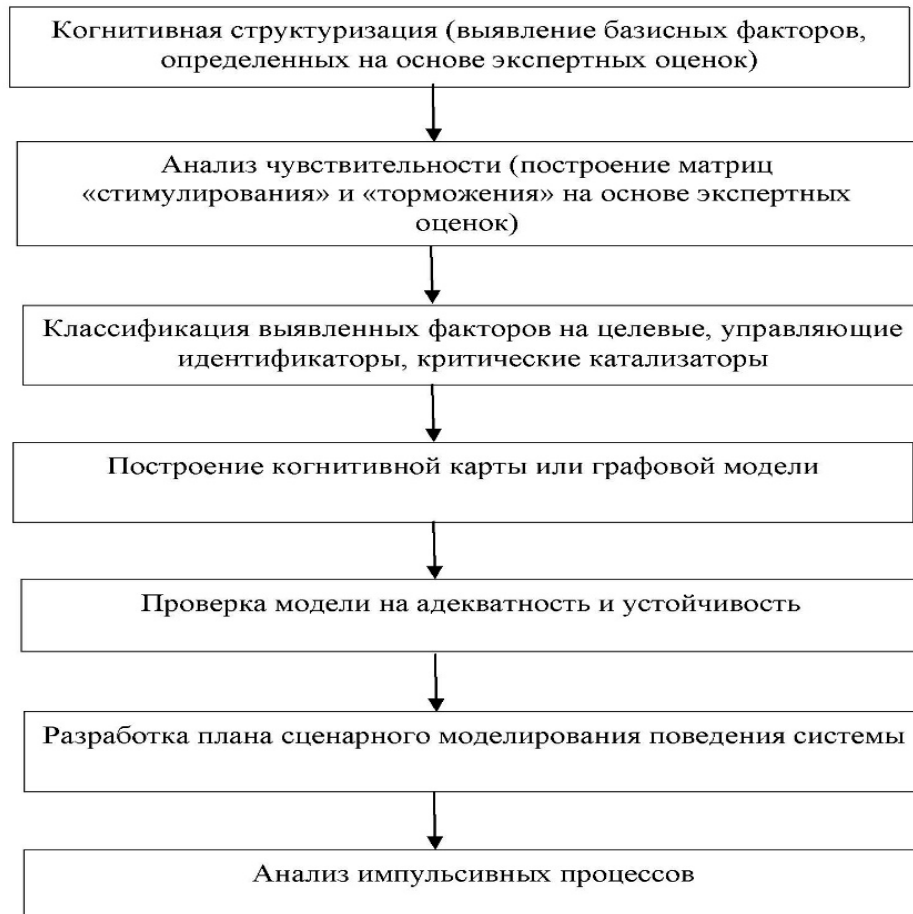 Когнитивная структуризация (выявление базисных факторов,
определенных на основе экспертных оценок)
Анализ чувствительности (построение матриц
«стимулирования» и «торможения» на основе экспертных
оценок)
Классификация выявленных факторов на целевые, управляющие
идентификаторы, критические катализаторы
Построение когнитивной карты или графовой модели
Проверка модели на адекватность и устойчивость
Разработка плана сценарного моделирования поведения системы
Анализ импульсивных процессов